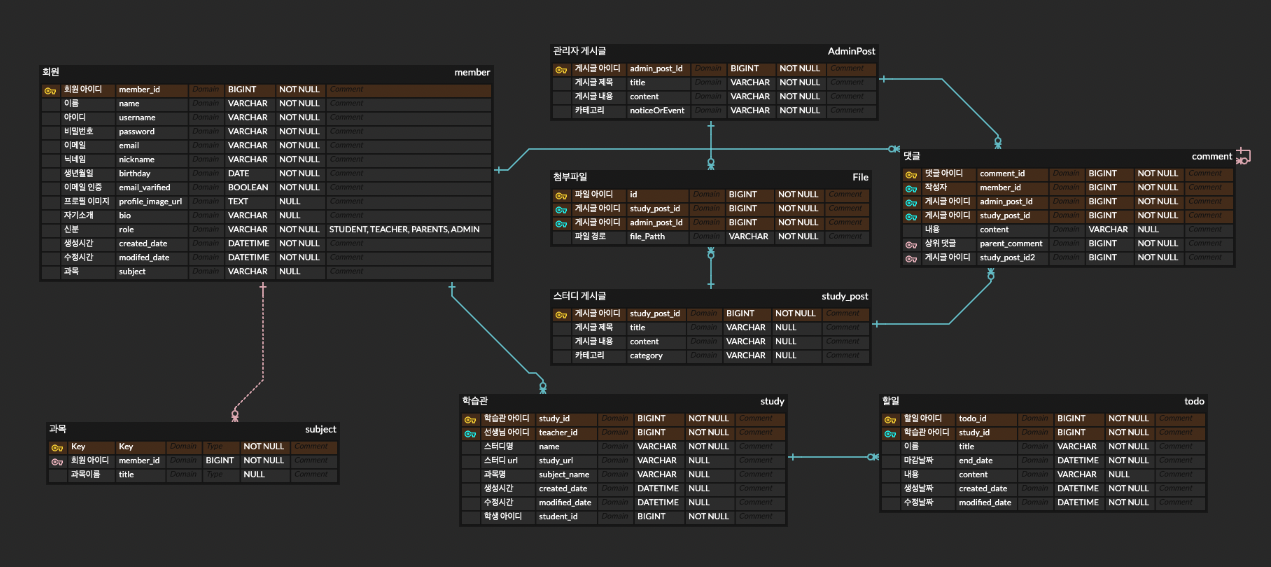 회원 member
회원 아이디 member_id Domain BIGINT NOT NULL Comment
이름 name Domain VARCHAR NOT NULL Comment
아이디 username Domain VARCHAR NOT NULL Comment
비밀번호 password Domain VARCHAR NOT NULL Comment
이메일 email Domain VARCHAR NOT NULL Comment
닉네임 nickname Domain VARCHAR NOT NULL Comment
생년월일 birthday Domain DATE NOT NULL Comment
이메일 인증 email_varified Domain BOOLEAN NOT NULL Comment
프로필 이미지 profile_image_url Domain TEXT NULL Comment
자기소개 bio Domain VARCHAR NULL Comment
신분 role Domain VARCHAR NOT NULL STUDENT, TEACHER, PARENTS, ADMIN
생성시간 created_date Domain DATETIME NOT NULL Comment
수정시간 modifed_date Domain DATETIME NOT NULL Comment
과목 subject Domain VARCHAR NULL Comment
관리자 게시글 AdminPost
게시글 아이디 admin_post_Id Domain BIGINT NOT NULL Comment
게시글 제목 title Domain VARCHAR NOT NULL Comment
게시글 내용 content Domain VARCHAR NOT NULL Comment
카테고리 noticeOrEvent Domain VARCHAR NOT NULL Comment
첨부파일 File
파일 아이디 id Domain BIGINT NOT NULL Comment
게시글 아이디 study_post_id Domain BIGINT NOT NULL Comment
게시글 아이디 admin_post_Id Domain BIGINT NOT NULL Comment
파일 경로 file_Patth Domain VARCHAR NOT NULL Comment
댓글 comment
댓글 아이디 comment_id Domain BIGINT NOT NULL Comment
작성자 member_id Domain BIGINT NOT NULL Comment
게시글 아이디 admin_post_Id Domain BIGINT NOT NULL Comment
게시글 아이디 study_post_id Domain BIGINT NOT NULL Comment
내용 content Domain VARCHAR NULL Comment
상위 댓글 parent_comment Domain BIGINT NOT NULL Comment
게시글 아이디 study_post_id2 Domain BIGINT NOT NULL Comment
스터디 게시글 study_post
게시글 아이디 study_post_id Domain BIGINT NOT NULL Comment
게시글 제목 title Domain VARCHAR NULL Comment
게시글 내용 content Domain VARCHAR NULL Comment
카테고리 category Domain VARCHAR NULL Comment
과목 subject
Key Key Domain Type NOT NULL Comment
회원 아이디 member_id Domain BIGINT NOT NULL Comment
과목이름 title Domain Type NULL Comment
학습관 study
학습관 아이디 study_id Domain BIGINT NOT NULL Comment
선생님 아이디 teacher_id Domain BIGINT NOT NULL Comment
스터디명 name Domain VARCHAR NOT NULL Comment
스터디 url study_url Domain VARCHAR NULL Comment
과목명 subject_name Domain VARCHAR NULL Comment
생성시간 created_date Domain DATETIME NULL Comment
수정시간 modified_date Domain DATETIME NULL Comment
학생 아이디 student_id Domain BIGINT NOT NULL Comment
할일 todo
할일 아이디 todo_id Domain BIGINT NOT NULL Comment
학습관 아이디 study_id Domain BIGINT NOT NULL Comment
이름 title Domain VARCHAR NOT NULL Comment
마감날짜 end_date Domain DATETIME NOT NULL Comment
내용 content Domain VARCHAR NULL Comment
생성날짜 created_date Domain DATETIME NOT NULL Comment
수정날짜 modified_date Domain DATETIME NOT NULL Comment